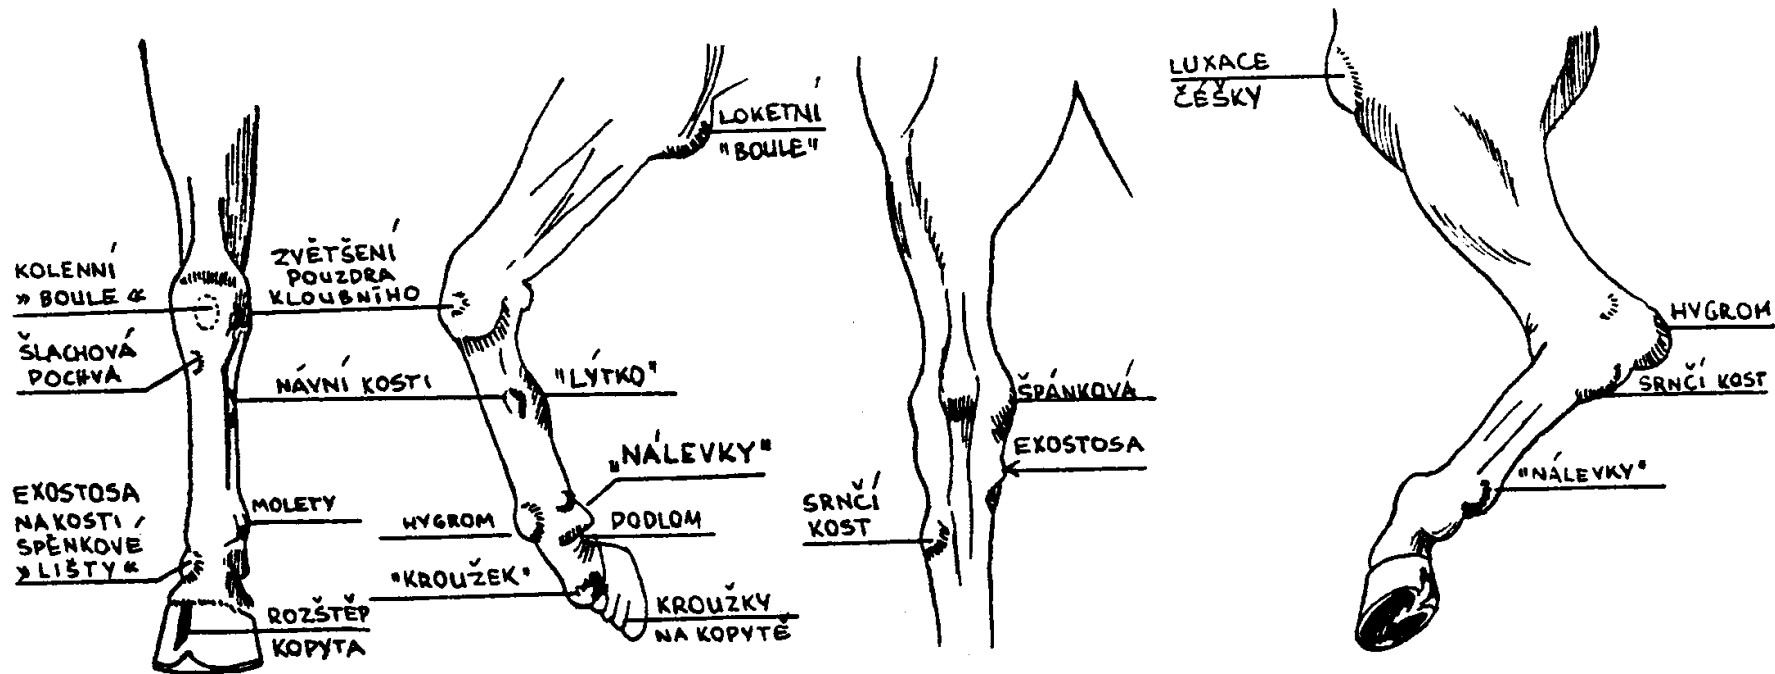 KOLENNÍ
» BOULE «
ŠLACHOVÁ
POCHVA
EXOSTOSA
NA KOSTI
SPĚNKOVÉ
» LIŠTY «
ZVĚTŠENÍ
POUZDRA
KLOUBNÍHO
NÁVNÍ KOSTI
MOLETY
ROZŠTĚP
KOPYTA
LOKETNÍ
"BOULE"
"LÝTKO"
"NÁLEVKY"
HYGROM
PODLOM
"KROUŽEK"
KROUŽKY
NA KOPYTĚ
ŠPÁNKOVÁ
EXOSTOSA
SRNČÍ
KOST
LUXACE
ČÉŠKY
HYGROM
SRNČÍ KOST
"NÁLEVKY"